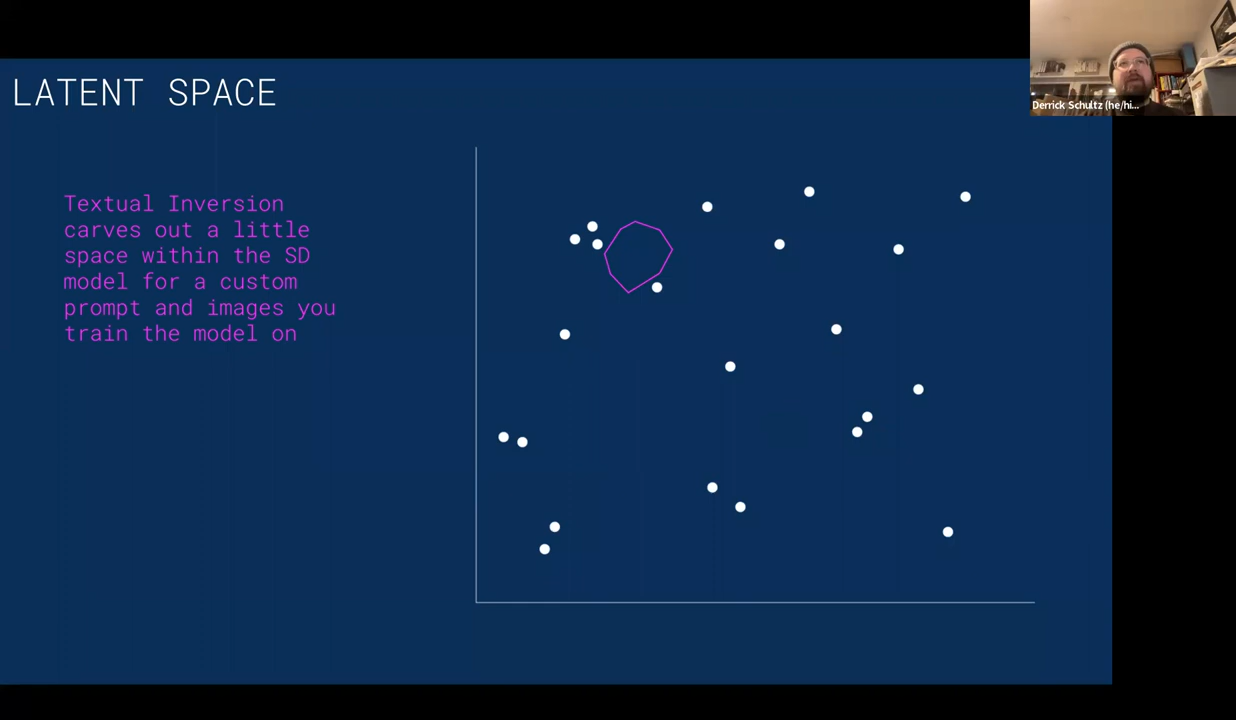 LATENT SPACE
Textual Inversion
carves out a little
space within the SD
model for a custom
prompt and images you
train the model on
Derrick Schultz (he/hi...